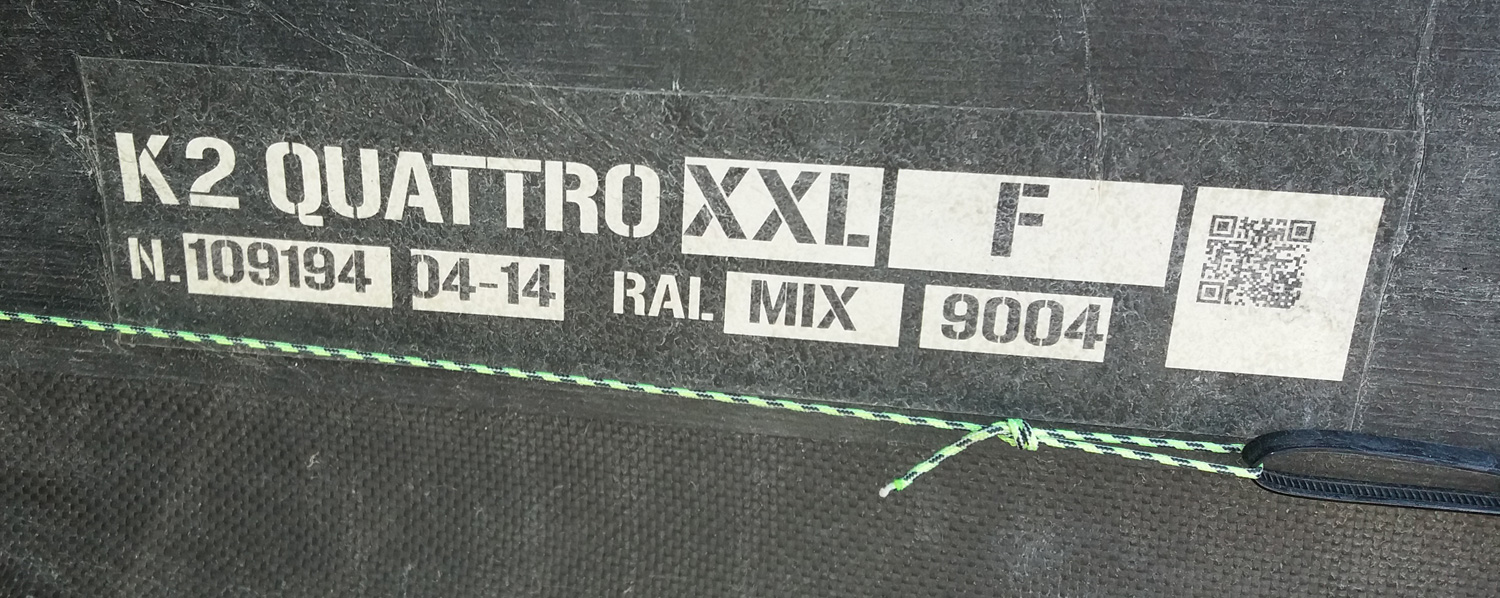 K2 QUATTRO XXL F
N. 109194 04-14 RAL MIX 9004